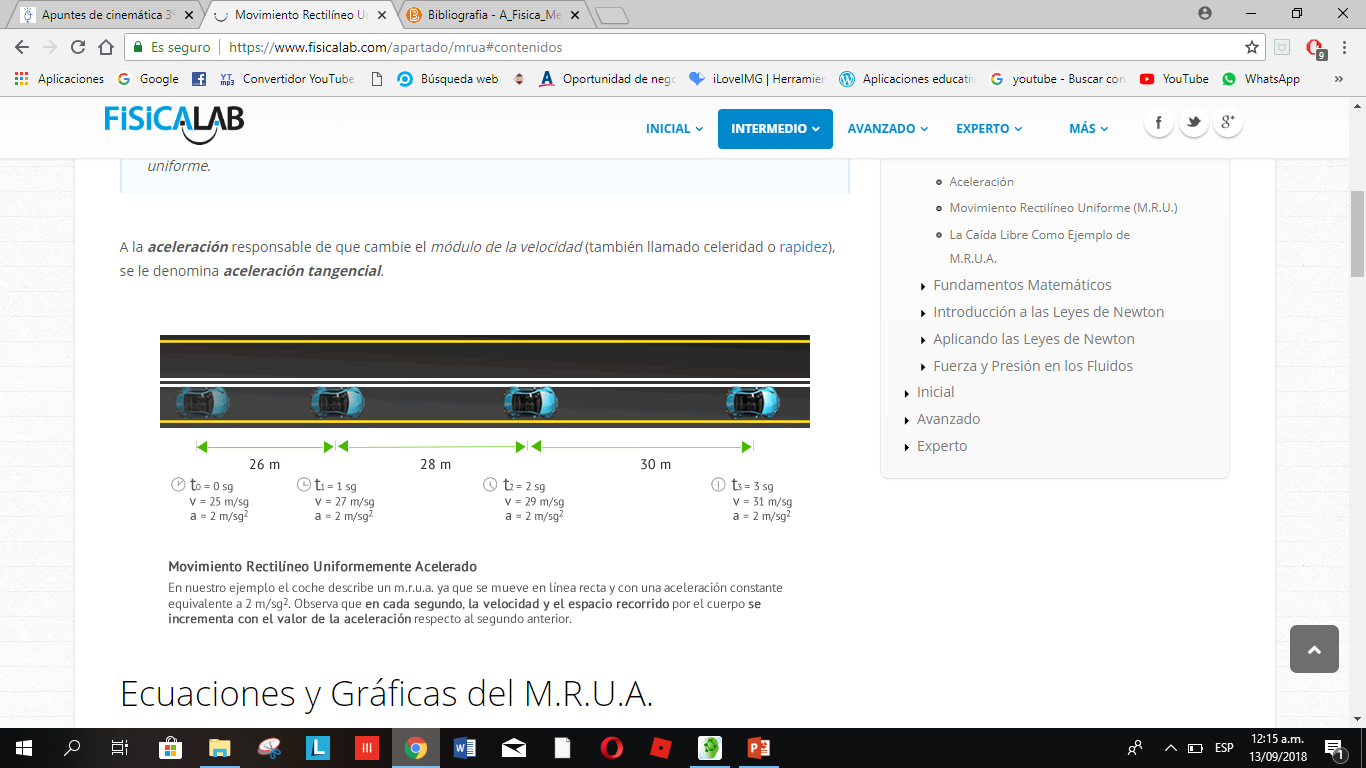 Apuntes de cinemática 3º
Movimiento Rectilíneo Un
Bibliografia - A_Fisica_Me
Es seguro
https://www.fisicalab.com/apartado/mrua#contenidos
9
Aplicaciones
Google
YT mp3
Convertidor YouTube
Búsqueda web
Oportunidad de nego
iLoveIMG | Herramien
Aplicaciones educativ
youtube - Buscar con
YouTube
WhatsApp
»
FiSiCALAB
INICIAL
INTERMEDIO
AVANZADO
EXPERTO
MÁS
uniforme.
A la aceleración responsable de que cambie el módulo de la velocidad (también llamado celeridad o rapidez),
se le denomina aceleración tangencial.
26 m
28 m
30 m
t0 = 0 sg
v = 25 m/sg
a = 2 m/sg²
t1 = 1 sg
v = 27 m/sg
a = 2 m/sg²
t2 = 2 sg
v = 29 m/sg
a = 2 m/sg²
t3 = 3 sg
v = 31 m/sg
a = 2 m/sg²
Movimiento Rectilíneo Uniformemente Acelerado
En nuestro ejemplo el coche describe un m.r.u.a. ya que se mueve en línea recta y con una aceleración constante
equivalente a 2 m/sg². Observa que en cada segundo, la velocidad y el espacio recorrido por el cuerpo se
incrementa con el valor de la aceleración respecto al segundo anterior.
Ecuaciones y Gráficas del M.R.U.A.
Aceleración
Movimiento Rectilíneo Uniforme (M.R.U.)
La Caída Libre Como Ejemplo de
M.R.U.A.
Fundamentos Matemáticos
Introducción a las Leyes de Newton
Aplicando las Leyes de Newton
Fuerza y Presión en los Fluidos
Inicial
Avanzado
Experto
ESP
12:15 a.m.
13/09/2018
1